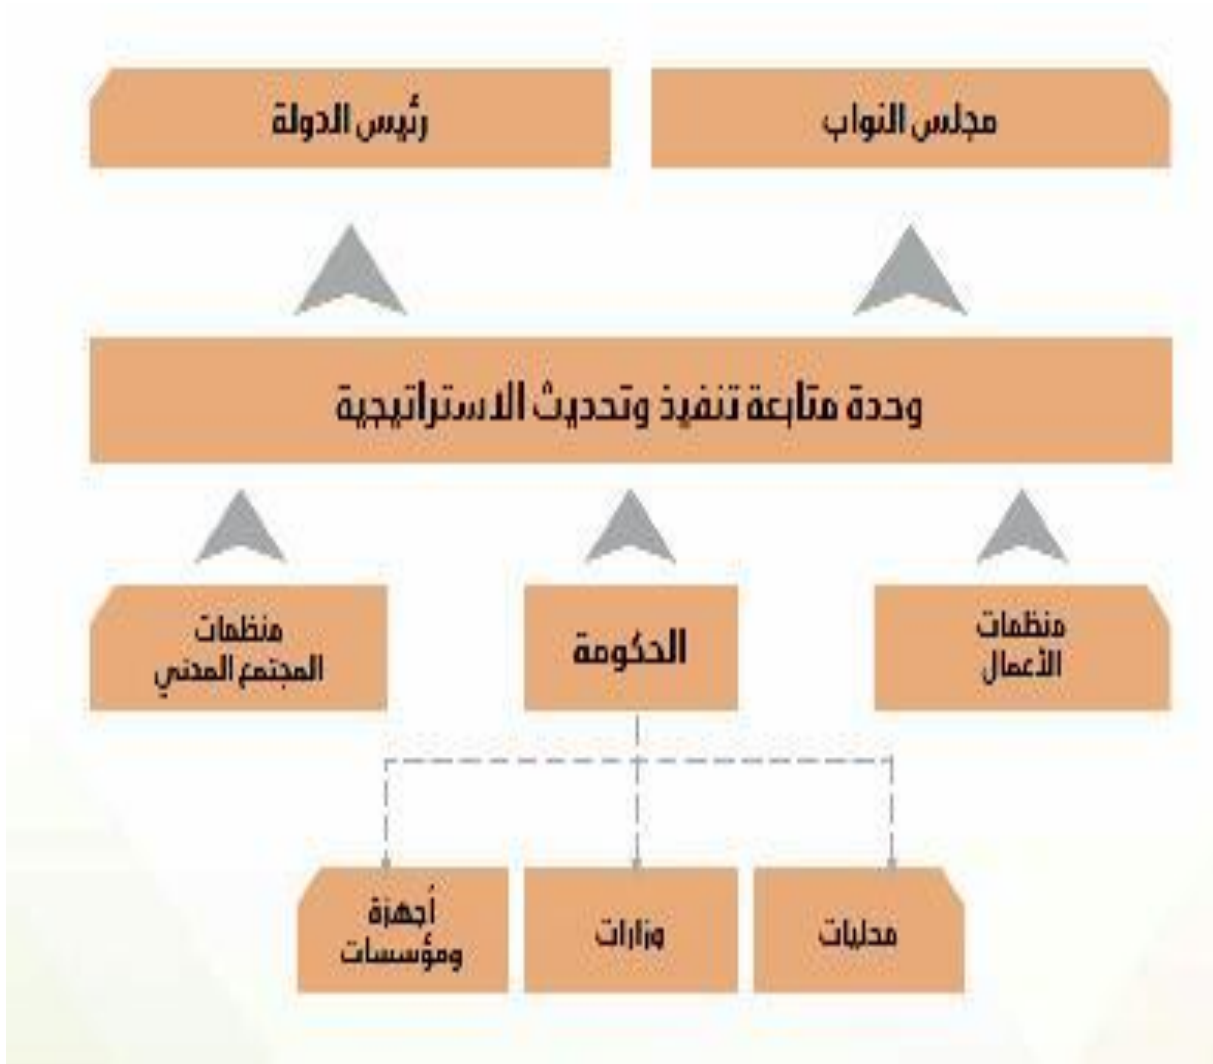 مجلس النواب
رئيس الدولة
وحدة متابعة تنفيذ وتحديث الاستراتيجية
منظمات
الأعمال
الحكومة
منظمات
المجتمع المدني
محليات
وزارات
أجهزة
ومؤسسات